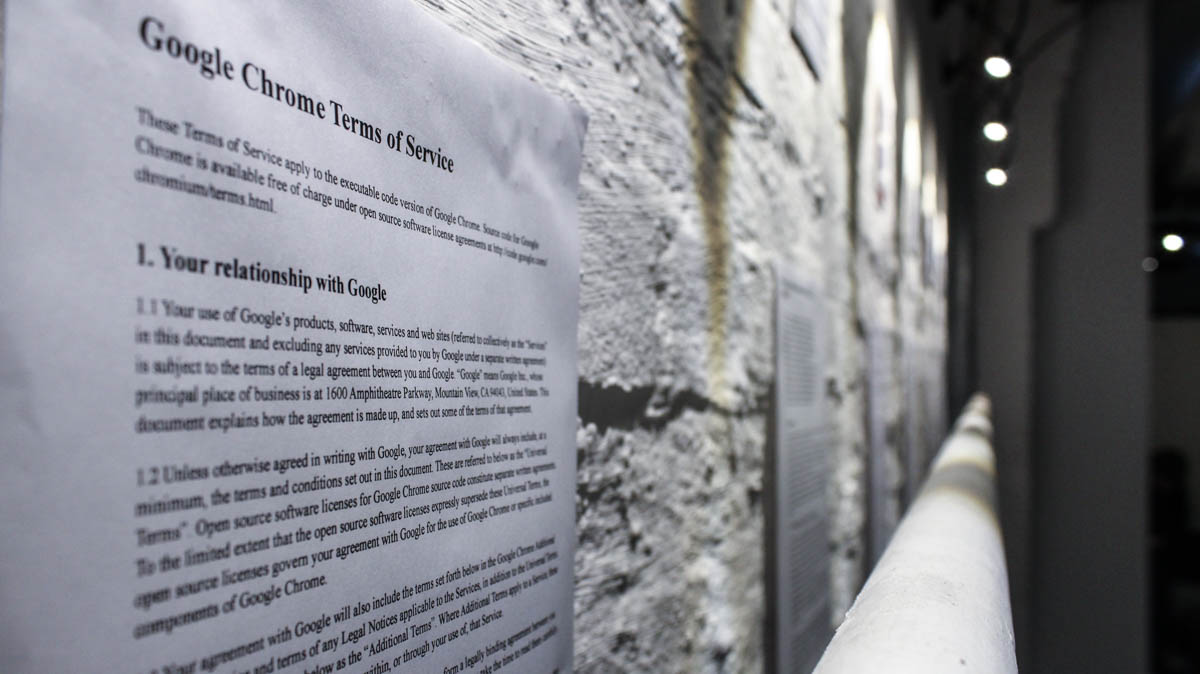 Google Chrome Terms of Service
These Terms of Service apply to the executable code version of Google Chrome. Source code for Google
Chrome is available free of charge under open source software license agreements at http://code.google.com/
chromium/terms.html.
1. Your relationship with Google
1.1 Your use of Google’s products, software, services and web sites (referred to collectively as the “Services”
in this document and excluding any services provided to you by Google under a separate written agreement)
is subject to the terms of a legal agreement between you and Google. “Google” means Google Inc., whose
principal place of business is at 1600 Amphitheatre Parkway, Mountain View, CA 94043, United States. This
document explains how the agreement is made up, and sets out some of the terms of that agreement.
1.2 Unless otherwise agreed in writing with Google, your agreement with Google will always include, at a
minimum, the terms and conditions set out in this document. These are referred to below as the “Universal
Terms”. Open source software licenses for Google Chrome source code constitute separate written agreements.
To the limited extent that the open source software licenses expressly supersede these Universal Terms, the
open source licenses govern your agreement with Google for the use of Google Chrome or specific included
components of Google Chrome.
Your agreement with Google will also include the terms set forth below in the Google Chrome Additional
and terms of any Legal Notices applicable to the Services, in addition to the Universal Terms.
below as the “Additional Terms”. Where Additional Terms apply to a Service, these
within, or through your use of, that Service.
form a legally binding agreement between you
take the time to read them carefully.